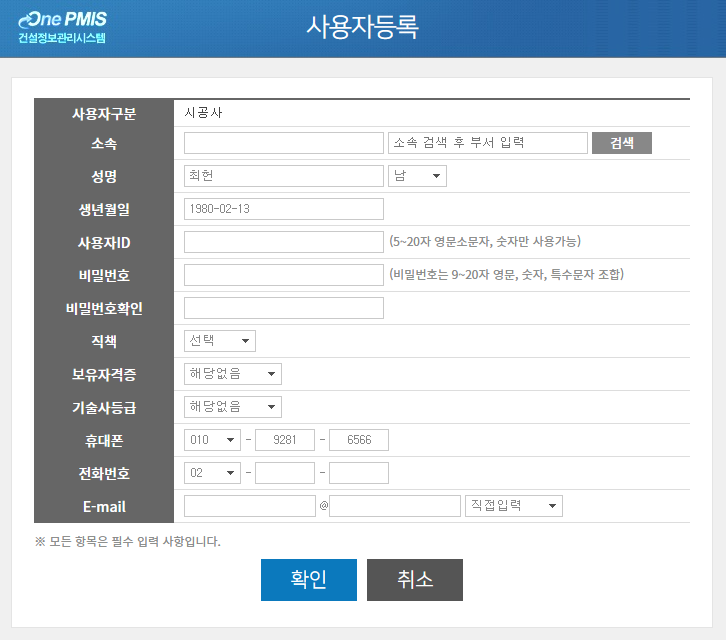 One PMIS
건설정보관리시스템
사용자등록
사용자구분 시공사
소속 소속 검색 후 부서 입력 검색
성명 최헌 남
생년월일 1980-02-13
사용자ID (5~20자 영문소문자, 숫자만 사용가능)
비밀번호 (비밀번호는 9~20자 영문, 숫자, 특수문자 조합)
비밀번호확인
직책 선택
보유자격증 해당없음
기술사등급 해당없음
휴대폰 010 - 9281 - 6566
전화번호 02 - -
E-mail @ 직접입력
※ 모든 항목은 필수 입력 사항입니다.
확인 취소